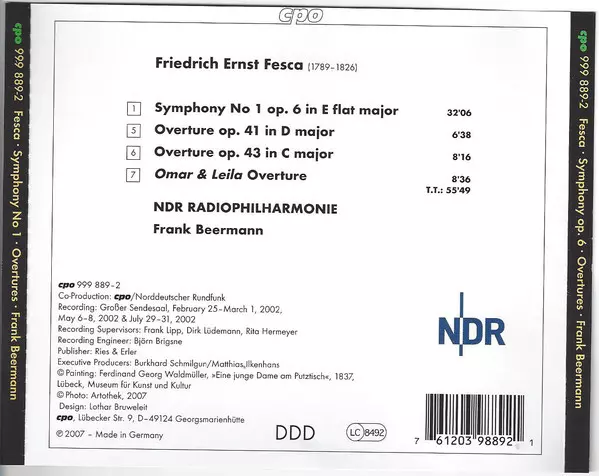 cpo
cpo 999 889-2 Fesca · Symphony No 1 · Overtures · Frank Beermann
Friedrich Ernst Fesca (1789–1826)
1 Symphony No 1 op. 6 in E flat major 32'06
5 Overture op. 41 in D major 6'38
6 Overture op. 43 in C major 8'16
7 Omar & Leila Overture 8'36
T.T.: 55'49
NDR RADIOPHILHARMONIE
Frank Beermann
cpo 999 889-2
Co-Production: cpo/Norddeutscher Rundfunk
Recording: Großer Sendesaal, February 25-March 1, 2002,
May 6-8, 2002 & July 29-31, 2002
Recording Supervisors: Frank Lipp, Dirk Lüdemann, Rita Hermeyer
Recording Engineer: Björn Brigsne
Publisher: Ries & Erler
Executive Producers: Burkhard Schmilgun/Matthias Ilkenhans
© Painting: Ferdinand Georg Waldmüller, »Eine junge Dame am Putztisch«, 1837,
Lübeck, Museum für Kunst und Kultur
© Photo: Artothek, 2007
Design: Lothar Bruweleit
cpo, Lübecker Str. 9, D–49124 Georgsmarienhütte
℗ 2007 – Made in Germany
DDD
LC 8492
NDR
7 61203 98892 1
cpo 999 889-2 Fesca · Symphony op. 6 · Overtures · Frank Beermann